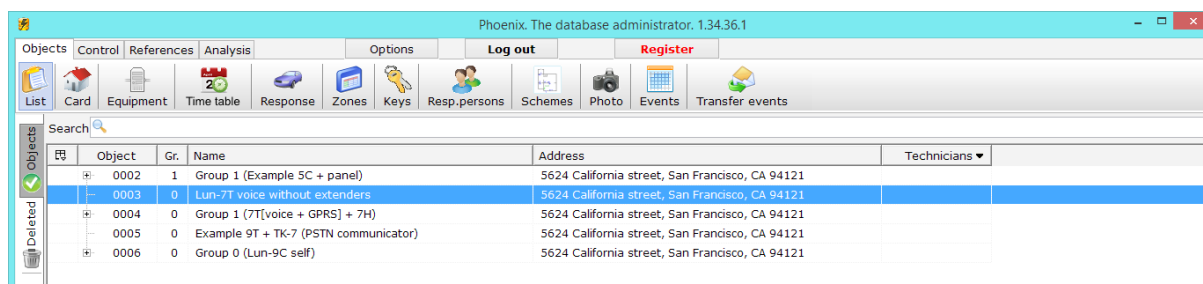 Phoenix. The database administrator. 1.34.36.1
Objects Control References Analysis Options Log out Register
List Card Equipment Time table Response Zones Keys Resp.persons Schemes Photo Events Transfer events
Search
Objects
Deleted
Object Gr. Name Address Technicians
0002 1 Group 1 (Example 5C + panel) 5624 California street, San Francisco, CA 94121
0003 0 Lun-7T voice without extenders 5624 California street, San Francisco, CA 94121
0004 0 Group 1 (7T[voice + GPRS] + 7H) 5624 California street, San Francisco, CA 94121
0005 0 Example 9T + TK-7 (PSTN communicator) 5624 California street, San Francisco, CA 94121
0006 0 Group 0 (Lun-9C self) 5624 California street, San Francisco, CA 94121